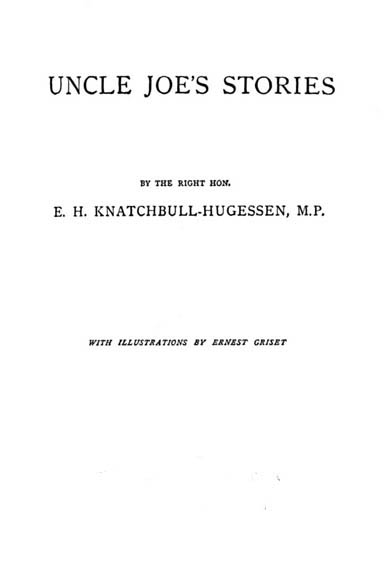 UNCLE JOE'S STORIES
BY THE RIGHT HON.
E. H. KNATCHBULL-HUGESSEN, M.P.
WITH ILLUSTRATIONS BY ERNEST GRISET